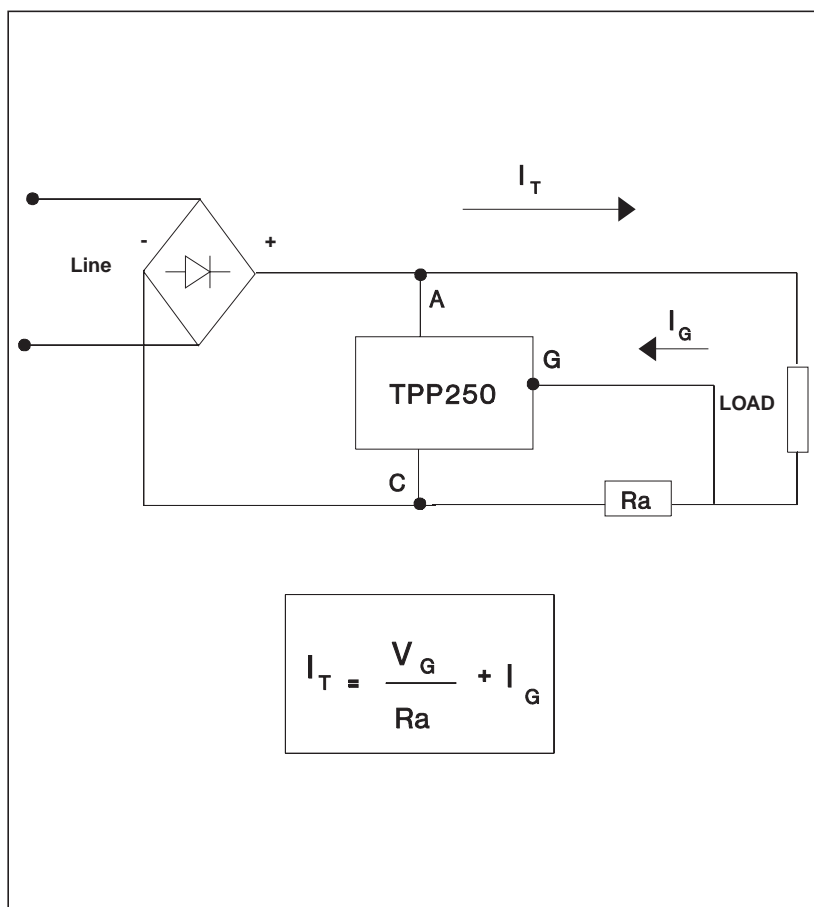 I T
- +
Line
A
I G
G
TPP250
LOAD
C
Ra
I T = V G / Ra + I G